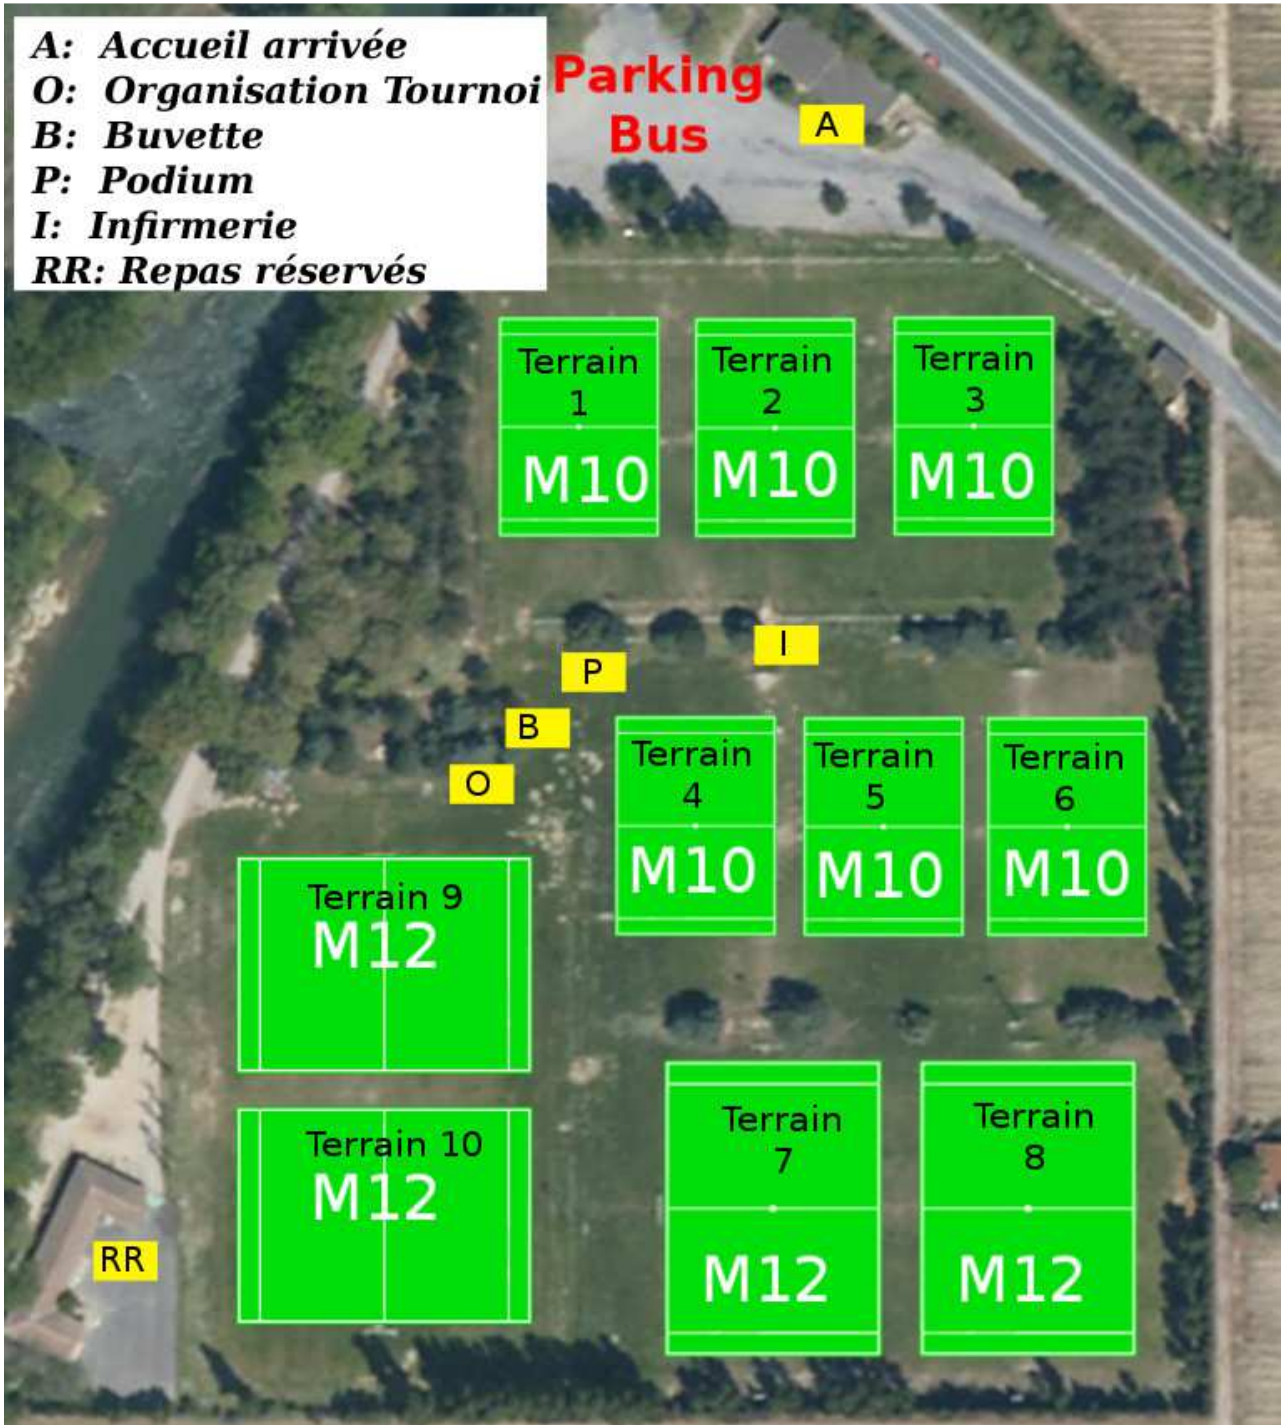 A: Accueil arrivée
O: Organisation Tournoi
B: Buvette
P: Podium
I: Infirmerie
RR: Repas réservés
Parking
Bus
A
Terrain
1
M10
Terrain
2
M10
Terrain
3
M10
I
P
B
O
Terrain
4
M10
Terrain
5
M10
Terrain
6
M10
Terrain 9
M12
Terrain 10
M12
Terrain
7
M12
Terrain
8
M12
RR